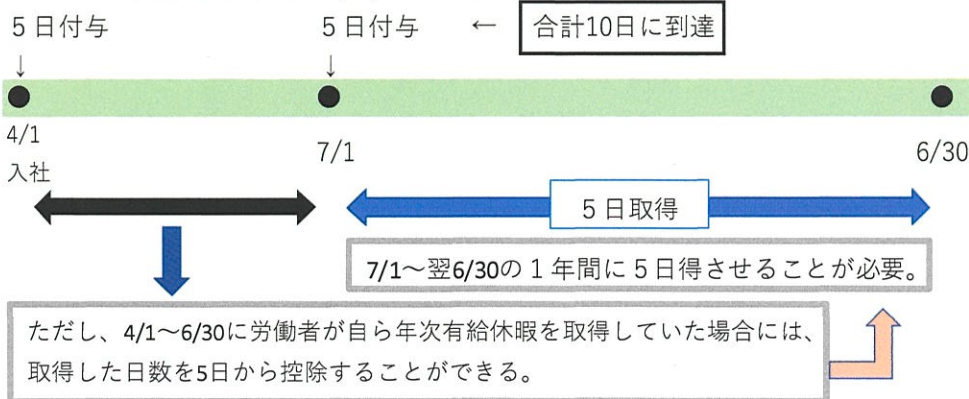 5日付与
5日付与 ← 合計10日に到達
↓
↓
4/1
入社
7/1
6/30
5日取得
7/1～翌6/30の1年間に5日得させることが必要。
ただし、4/1～6/30に労働者が自ら年次有給休暇を取得していた場合には、
取得した日数を5日から控除することができる。